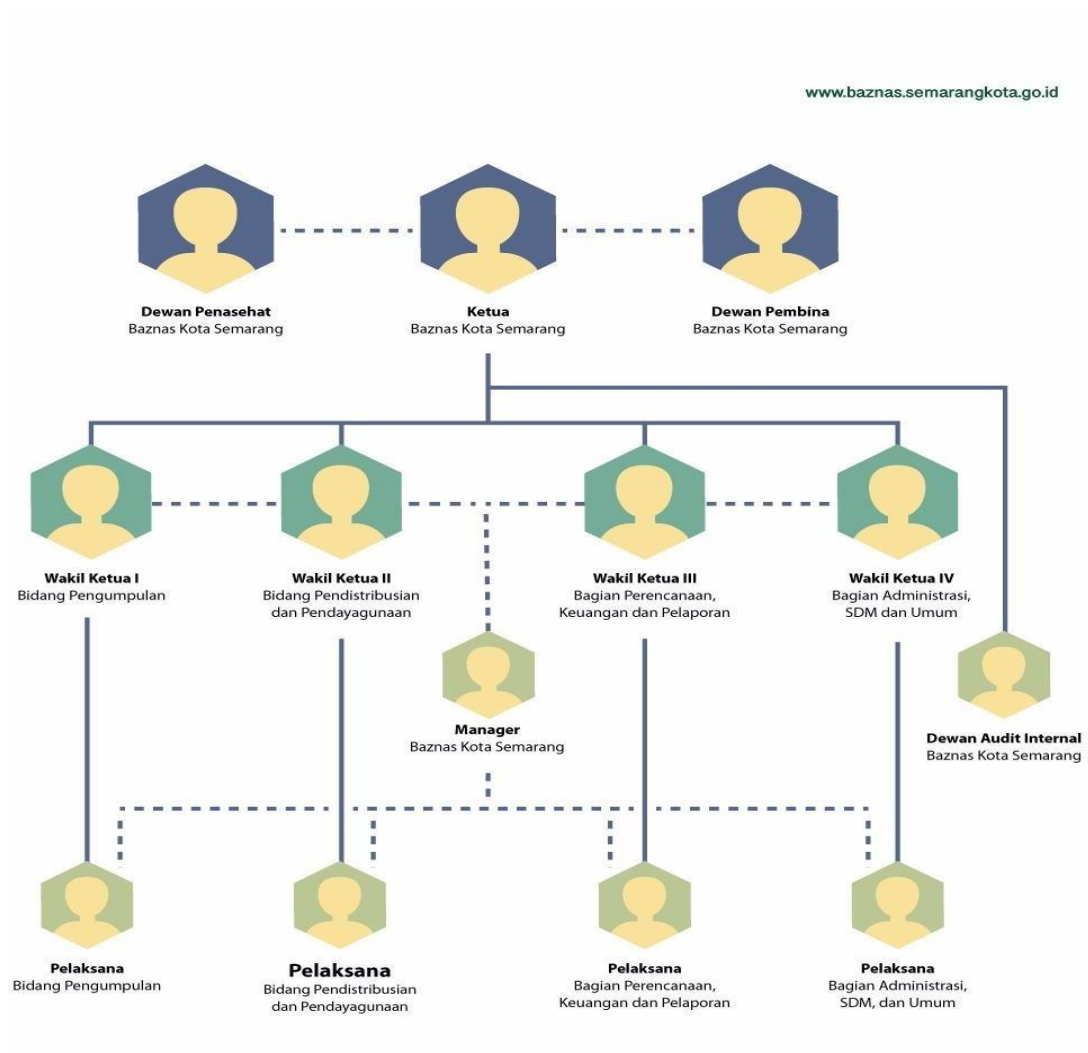 www.baznas.semarangkota.go.id
Dewan Penasehat
Baznas Kota Semarang
Ketua
Baznas Kota Semarang
Dewan Pembina
Baznas Kota Semarang
Wakil Ketua I
Bidang Pengumpulan
Wakil Ketua II
Bidang Pendistribusian
dan Pendayagunaan
Wakil Ketua III
Bagian Perencanaan,
Keuangan dan Pelaporan
Wakil Ketua IV
Bagian Administrasi,
SDM dan Umum
Manager
Baznas Kota Semarang
Dewan Audit Internal
Baznas Kota Semarang
Pelaksana
Bidang Pengumpulan
Pelaksana
Bidang Pendistribusian
dan Pendayagunaan
Pelaksana
Bagian Perencanaan,
Keuangan dan Pelaporan
Pelaksana
Bagian Administrasi,
SDM, dan Umum